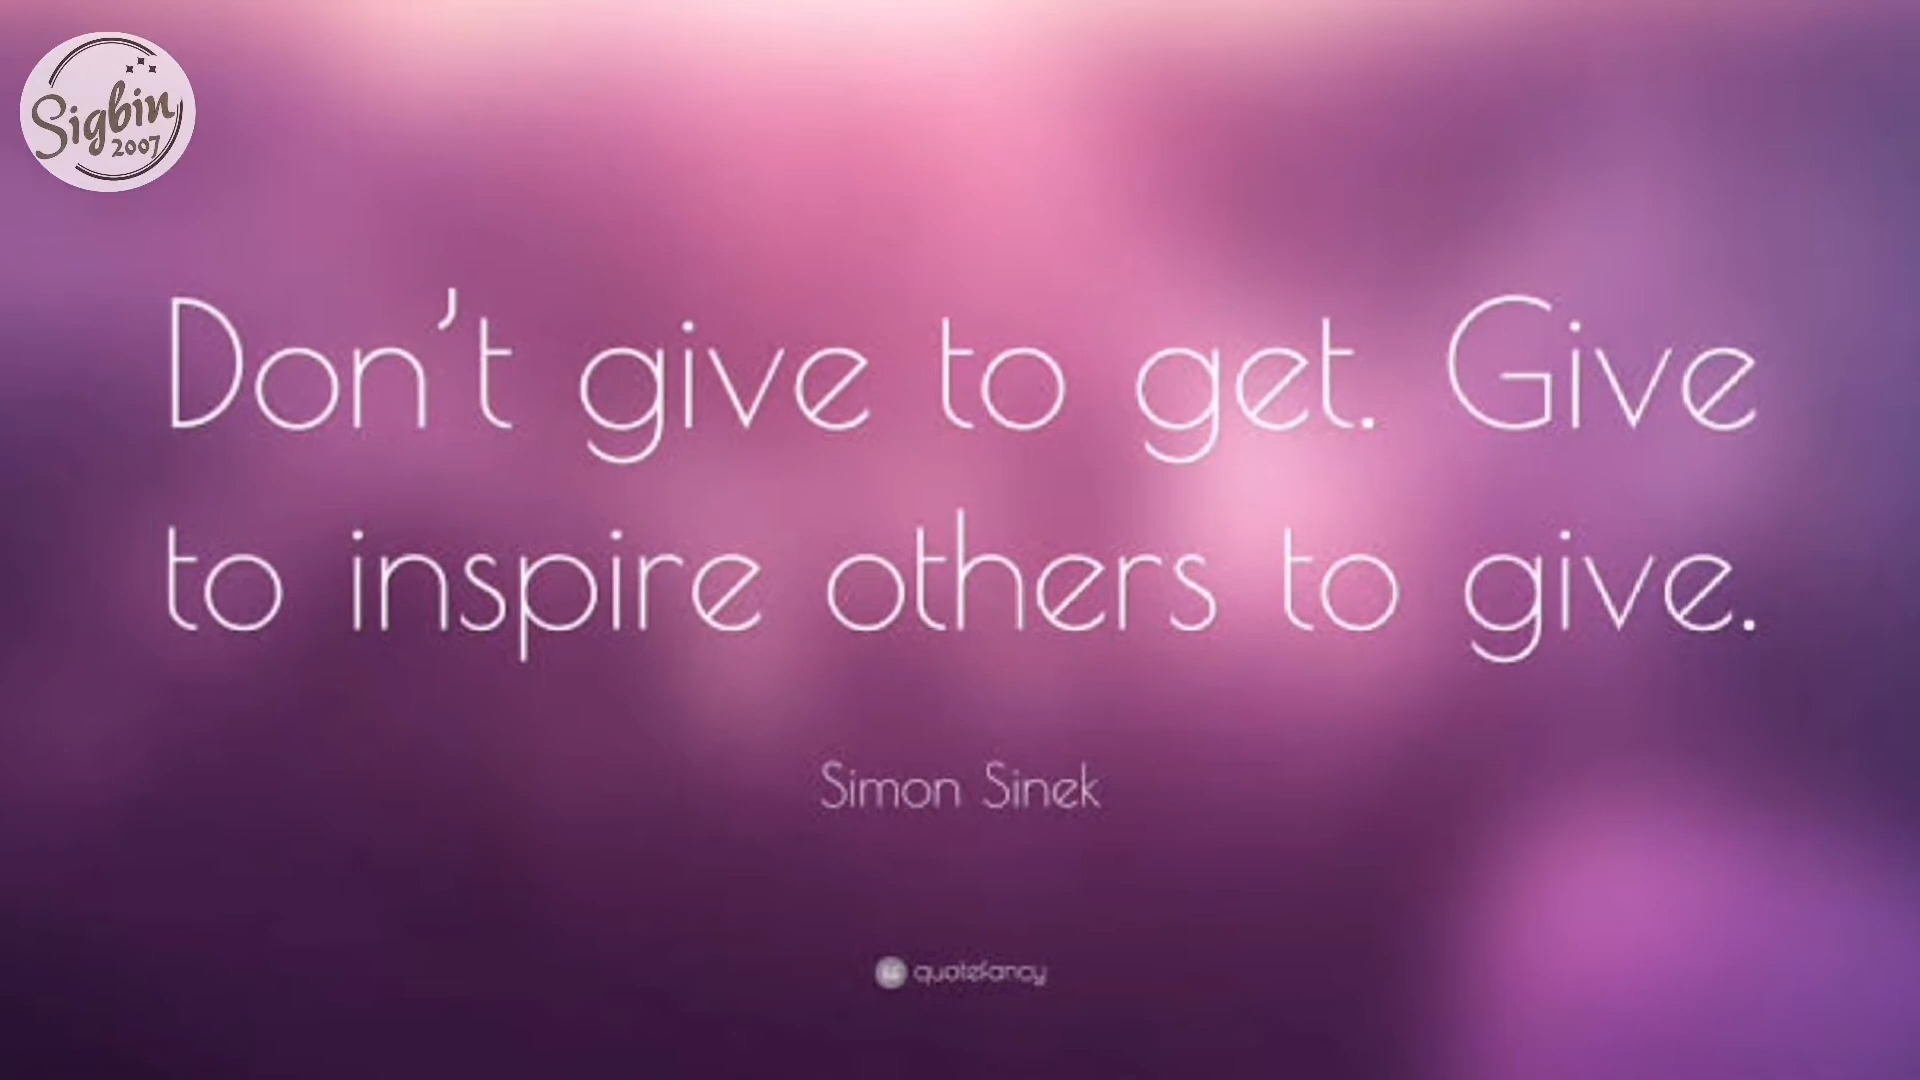 Sigbin
2007
Don’t give to get. Give
to inspire others to give.
Simon Sinek
quotefancy